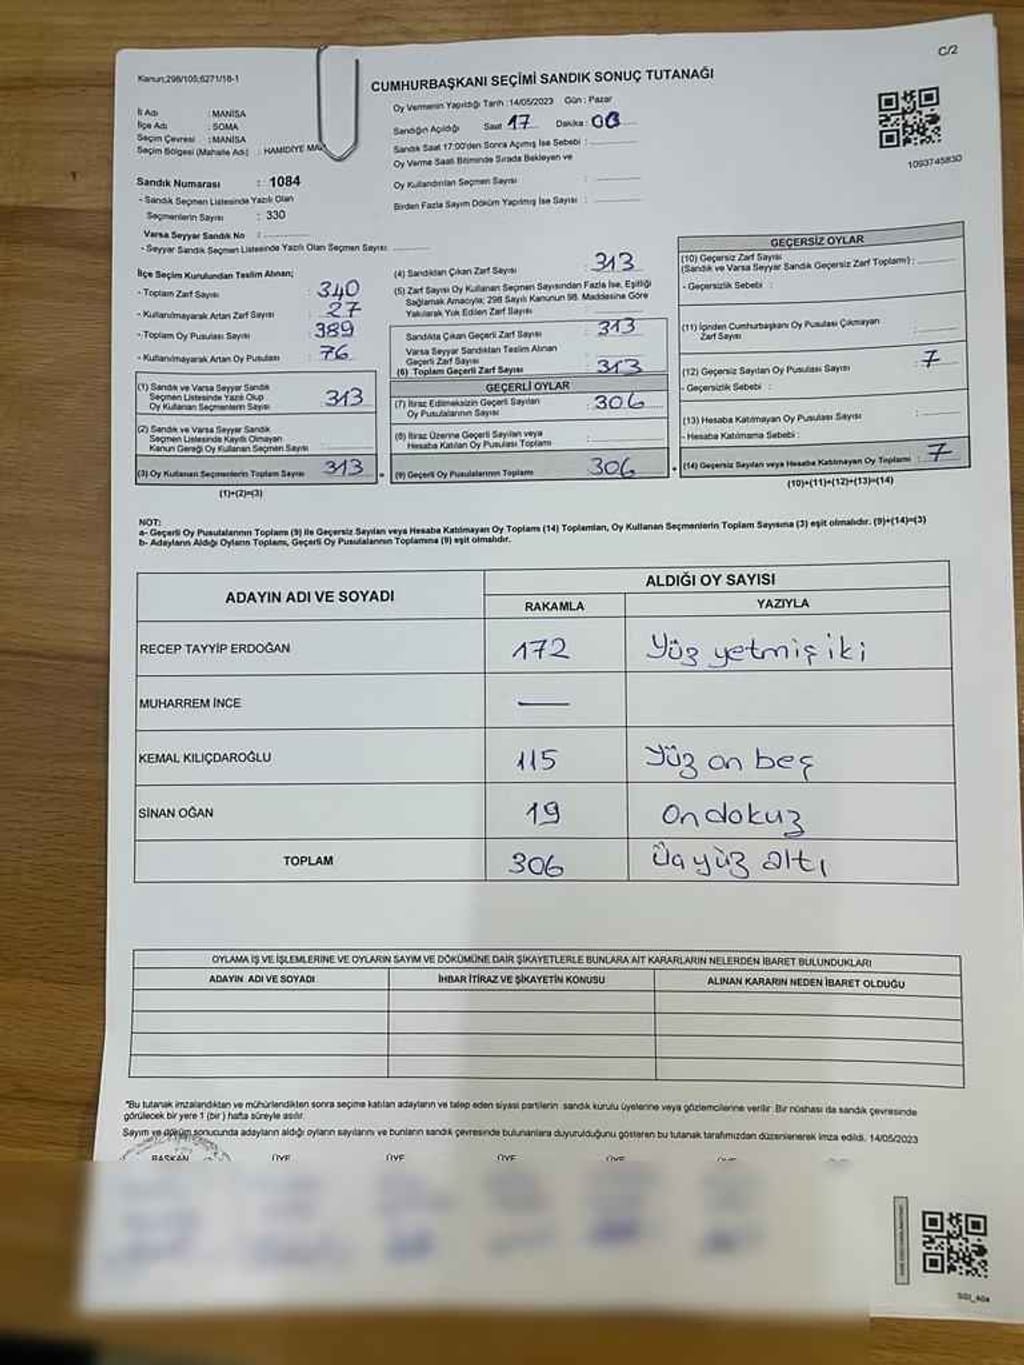 C/2
Kanun;298/105;6271/18-1
CUMHURBAŞKANI SEÇİMİ SANDIK SONUÇ TUTANAĞI
İl Adı : MANİSA
İlçe Adı : SOMA
Seçim Çevresi : MANİSA
Seçim Bölgesi (Mahalle Adı) : HAMİDİYE MA
Sandık Numarası : 1084
- Sandık Seçmen Listesinde Yazılı Olan
Seçmenlerin Sayısı : 330
Varsa Seyyar Sandık No :
- Seyyar Sandık Seçmen Listesinde Yazılı Olan Seçmen Sayısı:
Oy Vermenin Yapıldığı Tarih :14/05/2023 Gün : Pazar
Sandığın Açıldığı Saat 17 Dakika : 08
Sandık Saat 17:00'den Sonra Açılmış İse Sebebi :
Oy Verme Saati Bitiminde Sırada Bekleyen ve
Oy Kullandırılan Seçmen Sayısı :
Birden Fazla Sayım Döküm Yapılmış İse Sayısı :
1093745830
İlçe Seçim Kurulundan Teslim Alınan;
- Toplam Zarf Sayısı : 340
- Kullanılmayarak Artan Zarf Sayısı : 27
- Toplam Oy Pusulası Sayısı : 389
- Kullanılmayarak Artan Oy Pusulası : 76
(1) Sandık ve Varsa Seyyar Sandık
Seçmen Listesinde Yazılı Olup
Oy Kullanan Seçmenlerin Sayısı : 313
(2) Sandık ve Varsa Seyyar Sandık
Seçmen Listesinde Kayıtlı Olmayan
Kanun Gereği Oy Kullanan Seçmen Sayısı :
(3) Oy Kullanan Seçmenlerin Toplam Sayısı : 313
(1)+(2)=(3)
(4) Sandıktan Çıkan Zarf Sayısı : 313
(5) Zarf Sayısı Oy Kullanan Seçmen Sayısından Fazla İse, Eşitliği
Sağlamak Amacıyla; 298 Sayılı Kanunun 98. Maddesine Göre
Yakılarak Yok Edilen Zarf Sayısı :
Sandıkta Çıkan Geçerli Zarf Sayısı : 313
Varsa Seyyar Sandıktan Teslim Alınan
Geçerli Zarf Sayısı :
(6) Toplam Geçerli Zarf Sayısı : 313
GEÇERLİ OYLAR
(7) İtiraz Edilmeksizin Geçerli Sayılan
Oy Pusulalarının Sayısı : 306
(8) İtiraz Üzerine Geçerli Sayılan veya
Hesaba Katılan Oy Pusulası Toplamı :
(9) Geçerli Oy Pusulalarının Toplamı : 306
GEÇERSİZ OYLAR
(10) Geçersiz Zarf Sayısı
(Sandık ve Varsa Seyyar Sandık Geçersiz Zarf Toplamı) :
- Geçersizlik Sebebi :
(11) İçinden Cumhurbaşkanı Oy Pusulası Çıkmayan
Zarf Sayısı :
(12) Geçersiz Sayılan Oy Pusulası Sayısı : 7
- Geçersizlik Sebebi :
(13) Hesaba Katılmayan Oy Pusulası Sayısı :
- Hesaba Katılmama Sebebi :
(14) Geçersiz Sayılan veya Hesaba Katılmayan Oy Toplamı : 7
(10)+(11)+(12)+(13)=(14)
NOT:
a- Geçerli Oy Pusulalarının Toplamı (9) ile Geçersiz Sayılan veya Hesaba Katılmayan Oy Toplamı (14) Toplamları, Oy Kullanan Seçmenlerin Toplam Sayısına (3) eşit olmalıdır. (9)+(14)=(3)
b- Adayların Aldığı Oyların Toplamı, Geçerli Oy Pusulalarının Toplamına (9) eşit olmalıdır.
ADAYIN ADI VE SOYADI ALDIĞI OY SAYISI
RAKAMLA YAZIYLA
RECEP TAYYİP ERDOĞAN 172 Yüz yetmiş iki
MUHARREM İNCE —
KEMAL KILIÇDAROĞLU 115 Yüz on beş
SİNAN OĞAN 19 On dokuz
TOPLAM 306 Üç yüz altı
OYLAMA İŞ VE İŞLEMLERİNE VE OYLARIN SAYIM VE DÖKÜMÜNE DAİR ŞİKAYETLERLE BUNLARA AİT KARARLARIN NELERDEN İBARET BULUNDUKLARI
ADAYIN ADI VE SOYADI İHBAR İTİRAZ VE ŞİKAYETİN KONUSU ALINAN KARARIN NEDEN İBARET OLDUĞU
*Bu tutanak imzalandıktan ve mühürlendikten sonra seçime katılan adayların ve talep eden siyasi partilerin sandık kurulu üyelerine veya gözlemcilerine verilir. Bir nüshası da sandık çevresinde
görülecek bir yere 1 (bir) hafta süreyle asılır.
Sayım ve döküm sonucunda adayların aldığı oyların sayılarını ve bunların sandık çevresinde bulunanlara duyurulduğunu gösteren bu tutanak tarafımızdan düzenlenerek imza edildi. 14/05/2023
BAŞKAN ÜYE ÜYE ÜYE ÜYE ÜYE